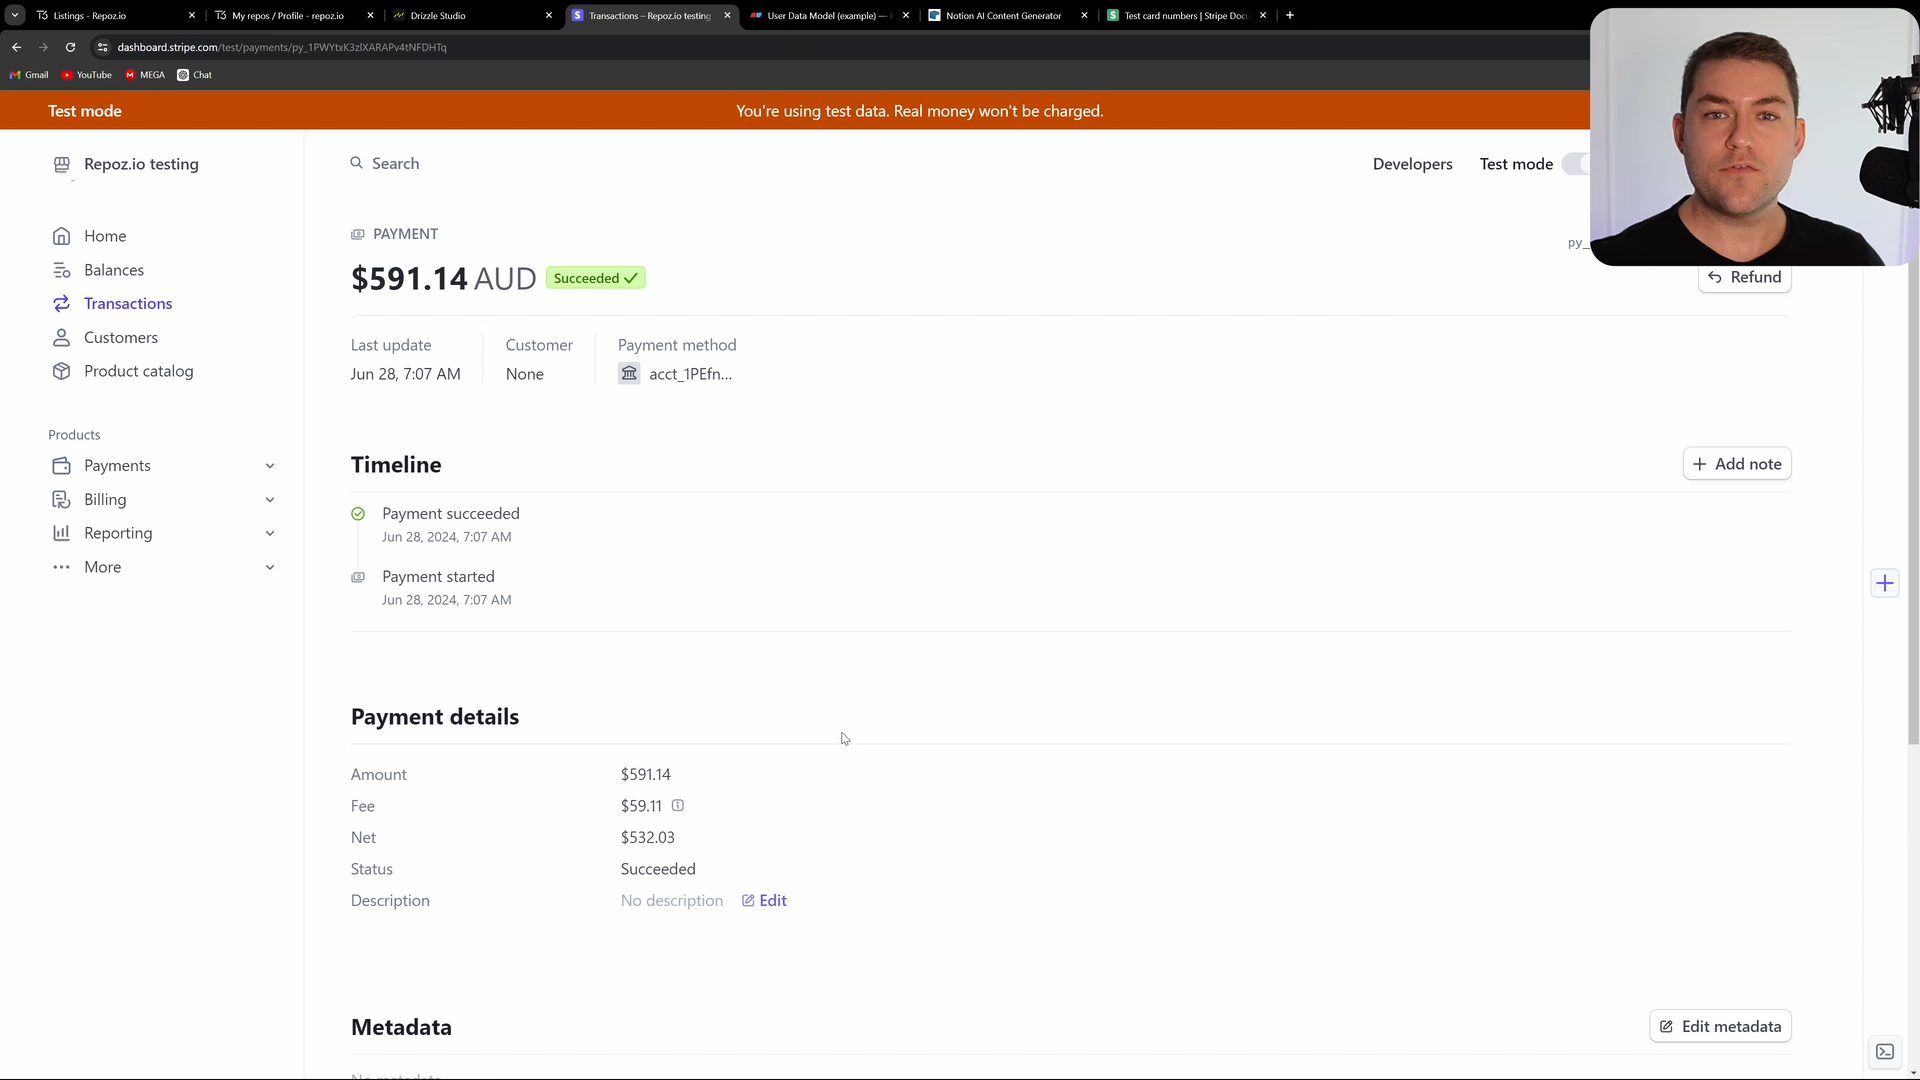 Listings - Repoz.io
My repos / Profile - repoz.io
Drizzle Studio
Transactions – Repoz.io testing
User Data Model (example) —
Notion AI Content Generator
Test card numbers | Stripe Docu
dashboard.stripe.com/test/payments/py_1PWYtxK3zIXARAPv4tNFDHTq
Gmail
YouTube
MEGA
Chat
Test mode
You're using test data. Real money won't be charged.
Repoz.io testing
Search
Developers
Test mode
Home
Balances
Transactions
Customers
Product catalog
Products
Payments
Billing
Reporting
More
PAYMENT
py_
$591.14 AUD Succeeded
Refund
Last update
Customer
Payment method
Jun 28, 7:07 AM
None
acct_1PEfn...
Timeline
Add note
Payment succeeded
Jun 28, 2024, 7:07 AM
Payment started
Jun 28, 2024, 7:07 AM
Payment details
Amount $591.14
Fee $59.11
Net $532.03
Status Succeeded
Description No description Edit
Metadata
Edit metadata